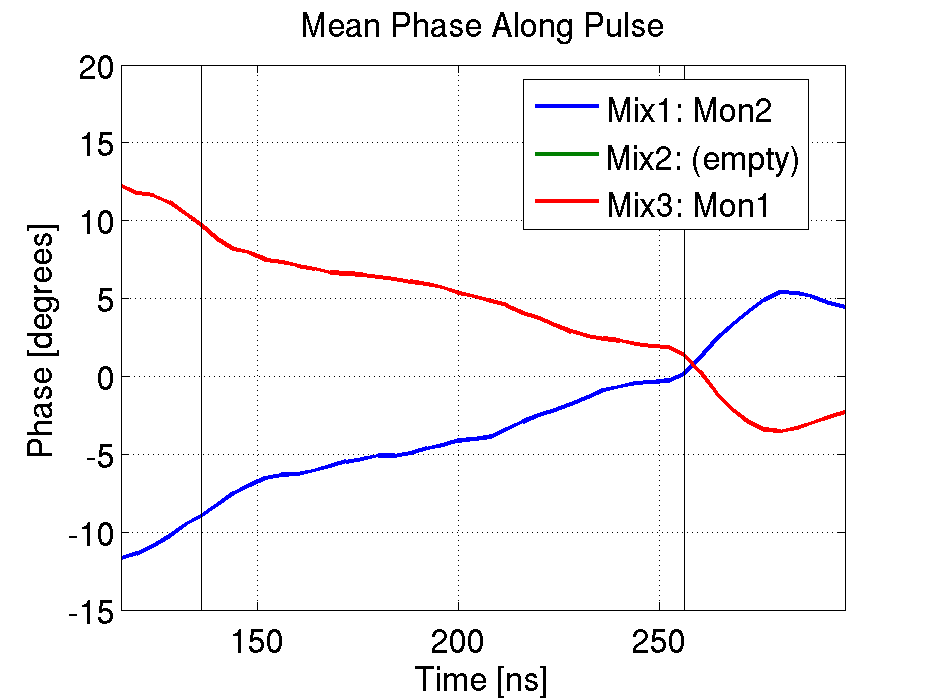 Mean Phase Along Pulse
20
15
10
5
0
-5
-10
-15
Phase [degrees]
Mix1: Mon2
Mix2: (empty)
Mix3: Mon1
150
200
250
Time [ns]